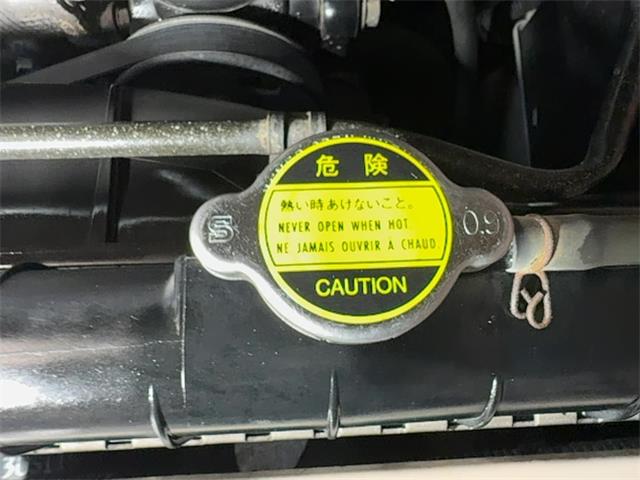 危険
熱い時あけないこと。
NEVER OPEN WHEN HOT.
NE JAMAIS OUVRIR À CHAUD.
CAUTION
S
0.9